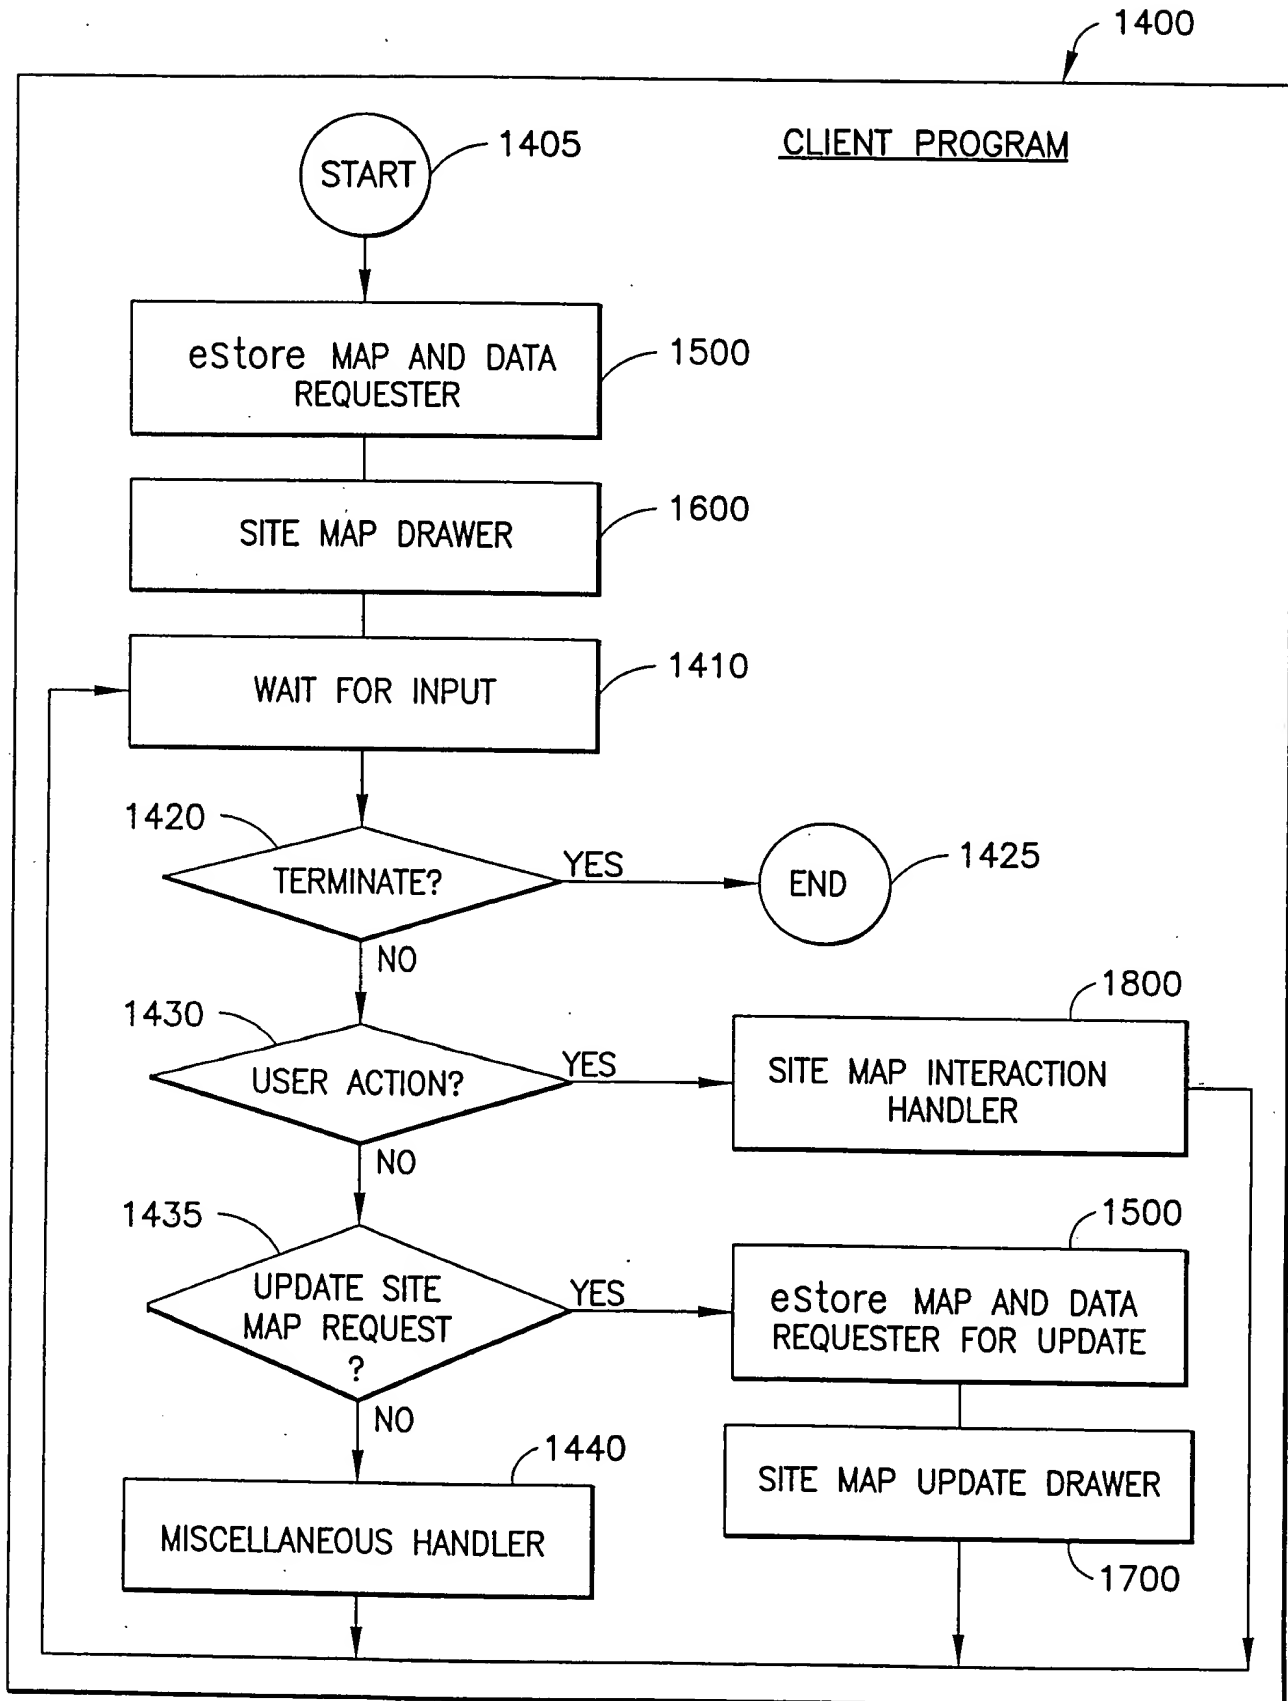 1400
CLIENT PROGRAM
START
1405
eStore MAP AND DATA
REQUESTER
1500
SITE MAP DRAWER
1600
WAIT FOR INPUT
1410
1420
TERMINATE?
YES
END
1425
NO
1430
USER ACTION?
YES
1800
SITE MAP INTERACTION
HANDLER
NO
1435
UPDATE SITE
MAP REQUEST
?
YES
1500
eStore MAP AND DATA
REQUESTER FOR UPDATE
NO
1440
MISCELLANEOUS HANDLER
SITE MAP UPDATE DRAWER
1700